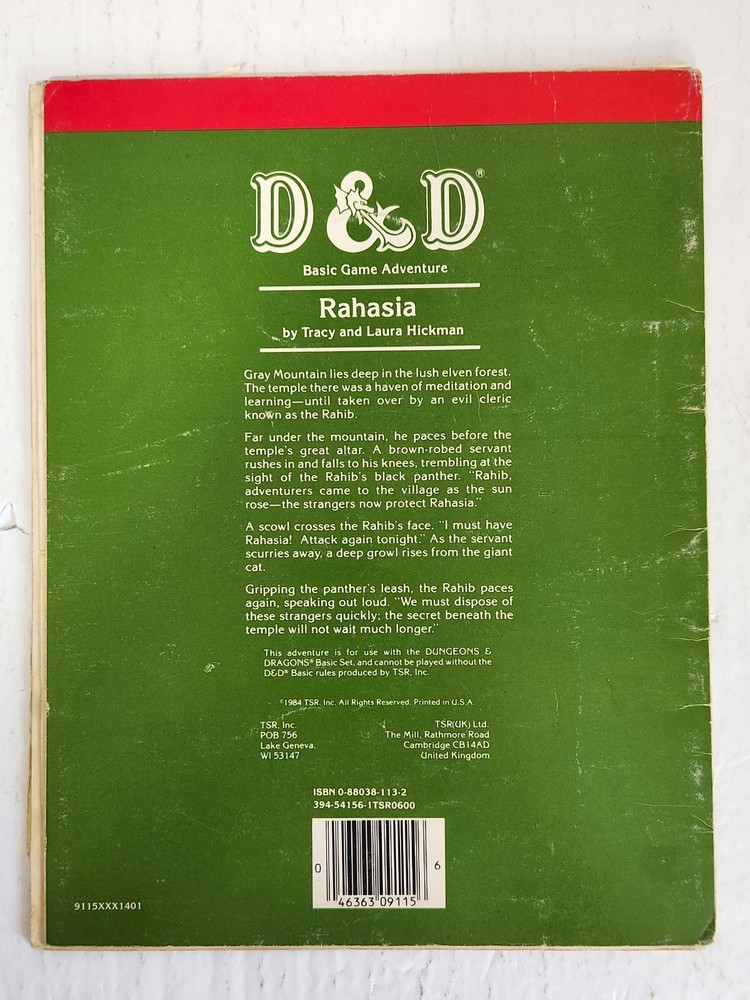 D&D®
Basic Game Adventure
Rahasia
by Tracy and Laura Hickman
Gray Mountain lies deep in the lush elven forest.
The temple there was a haven of meditation and
learning—until taken over by an evil cleric
known as the Rahib.
Far under the mountain, he paces before the
temple's great altar. A brown-robed servant
rushes in and falls to his knees, trembling at the
sight of the Rahib's black panther. "Rahib,
adventurers came to the village as the sun
rose—the strangers now protect Rahasia."
A scowl crosses the Rahib's face. "I must have
Rahasia! Attack again tonight." As the servant
scurries away, a deep growl rises from the giant
cat.
Gripping the panther's leash, the Rahib paces
again, speaking out loud. "We must dispose of
these strangers quickly; the secret beneath the
temple will not wait much longer."
This adventure is for use with the DUNGEONS &
DRAGONS® Basic Set, and cannot be played without the
D&D® Basic rules produced by TSR, Inc.
©1984 TSR, Inc. All Rights Reserved. Printed in U.S.A.
TSR, Inc.
POB 756
Lake Geneva,
WI 53147
TSR(UK) Ltd.
The Mill, Rathmore Road
Cambridge CB14AD
United Kingdom
ISBN 0-88038-113-2
394-54156-1TSR0600
0 46363 09115 6
9115XXX1401